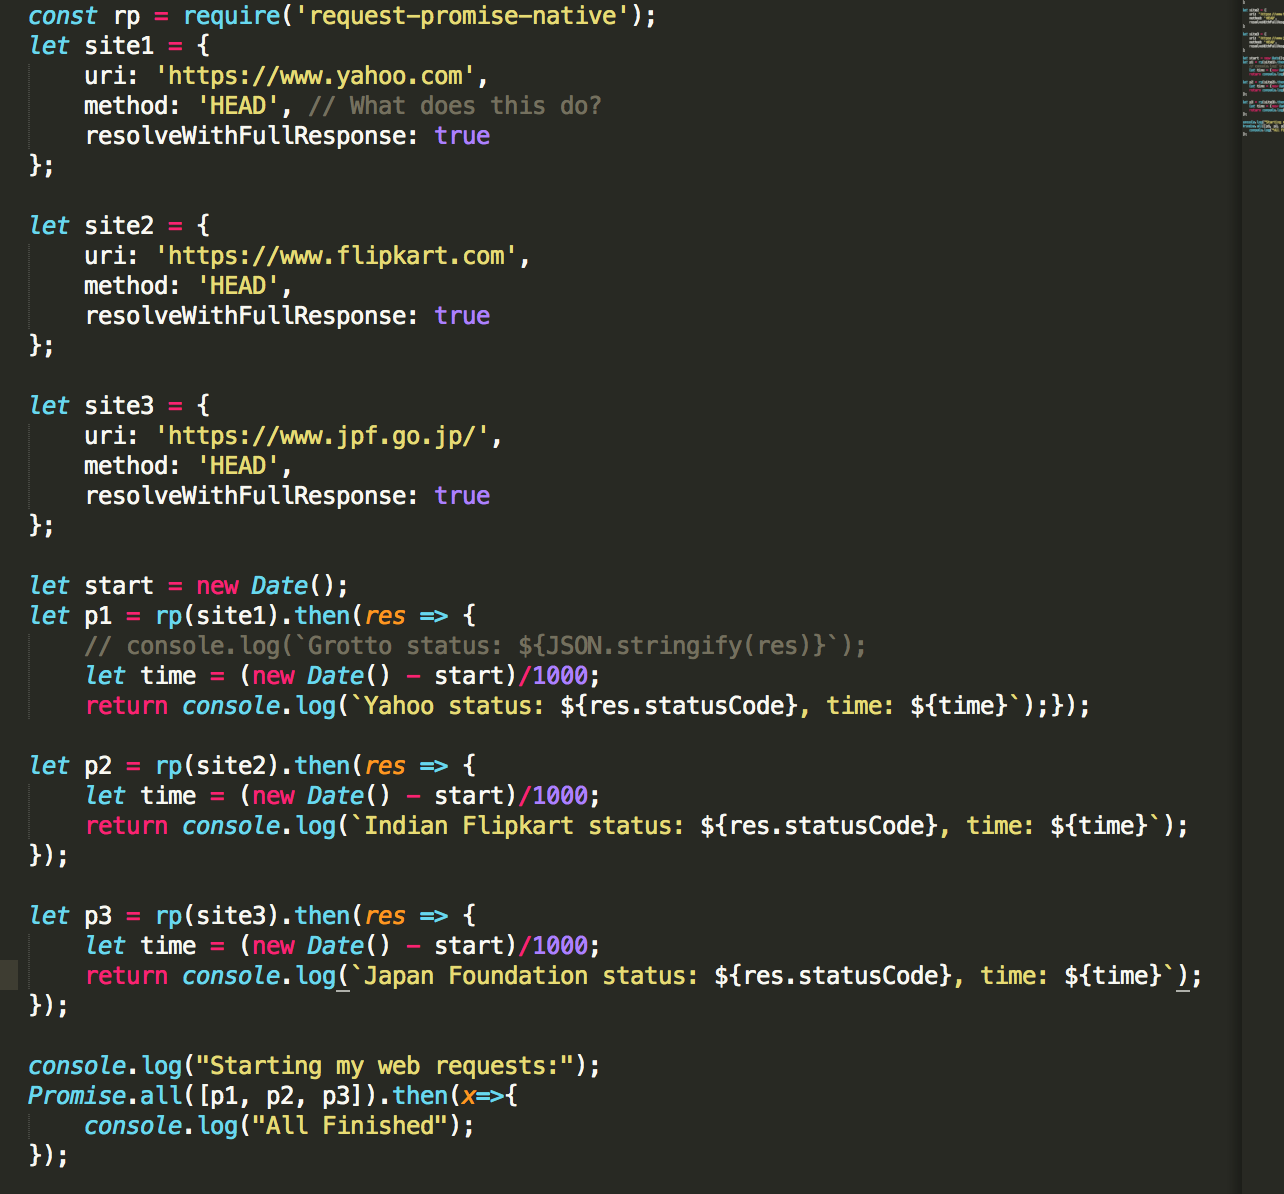 const rp = require('request-promise-native');
let site1 = {
    uri: 'https://www.yahoo.com',
    method: 'HEAD', // What does this do?
    resolveWithFullResponse: true
};

let site2 = {
    uri: 'https://www.flipkart.com',
    method: 'HEAD',
    resolveWithFullResponse: true
};

let site3 = {
    uri: 'https://www.jpf.go.jp/',
    method: 'HEAD',
    resolveWithFullResponse: true
};

let start = new Date();
let p1 = rp(site1).then(res => {
    // console.log(`Grotto status: ${JSON.stringify(res)}`);
    let time = (new Date() - start)/1000;
    return console.log(`Yahoo status: ${res.statusCode}, time: ${time}`);});

let p2 = rp(site2).then(res => {
    let time = (new Date() - start)/1000;
    return console.log(`Indian Flipkart status: ${res.statusCode}, time: ${time}`);
});

let p3 = rp(site3).then(res => {
    let time = (new Date() - start)/1000;
    return console.log(`Japan Foundation status: ${res.statusCode}, time: ${time}`);
});

console.log("Starting my web requests:");
Promise.all([p1, p2, p3]).then(x=>{
    console.log("All Finished");
});